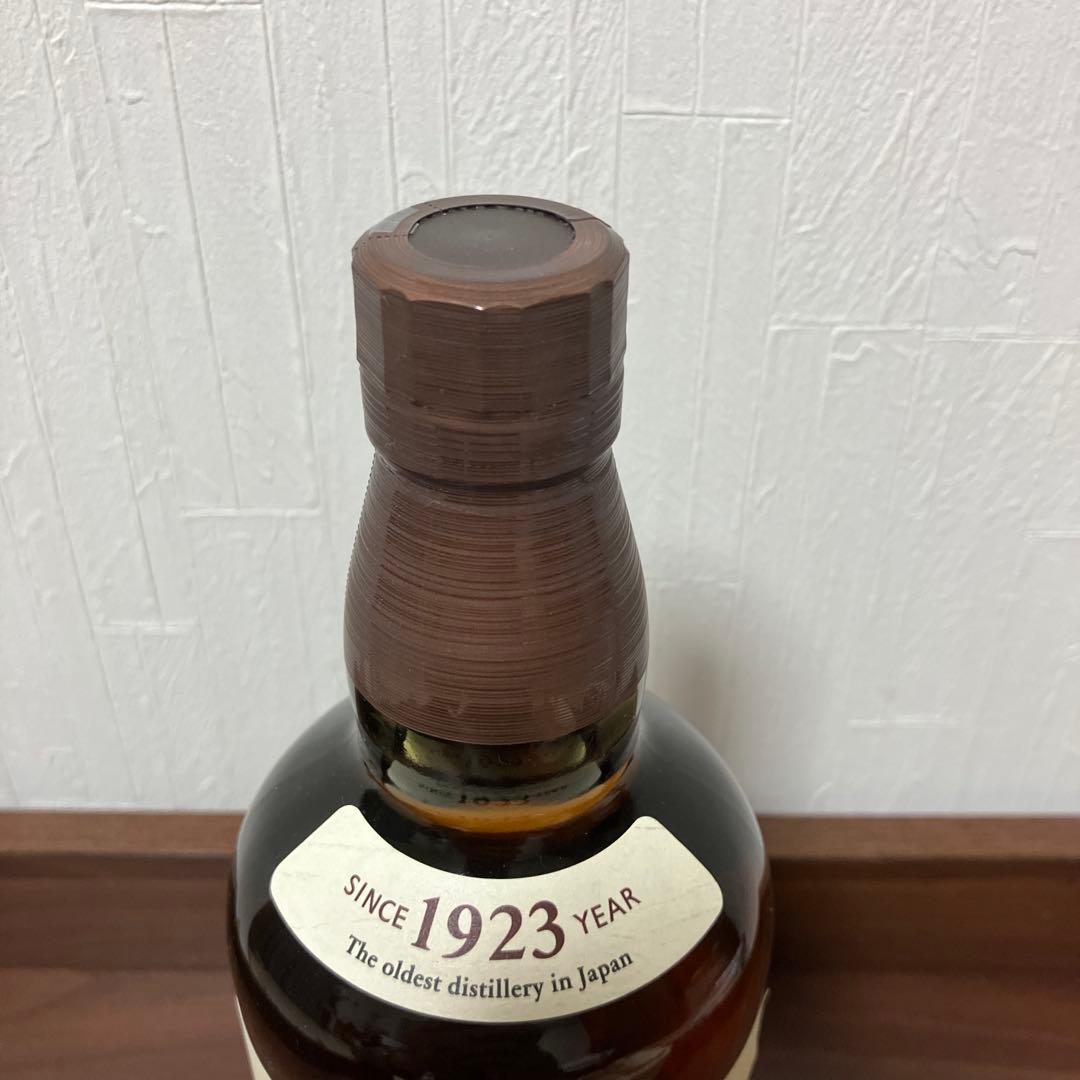 SINCE 1923 YEAR
The oldest distillery in Japan